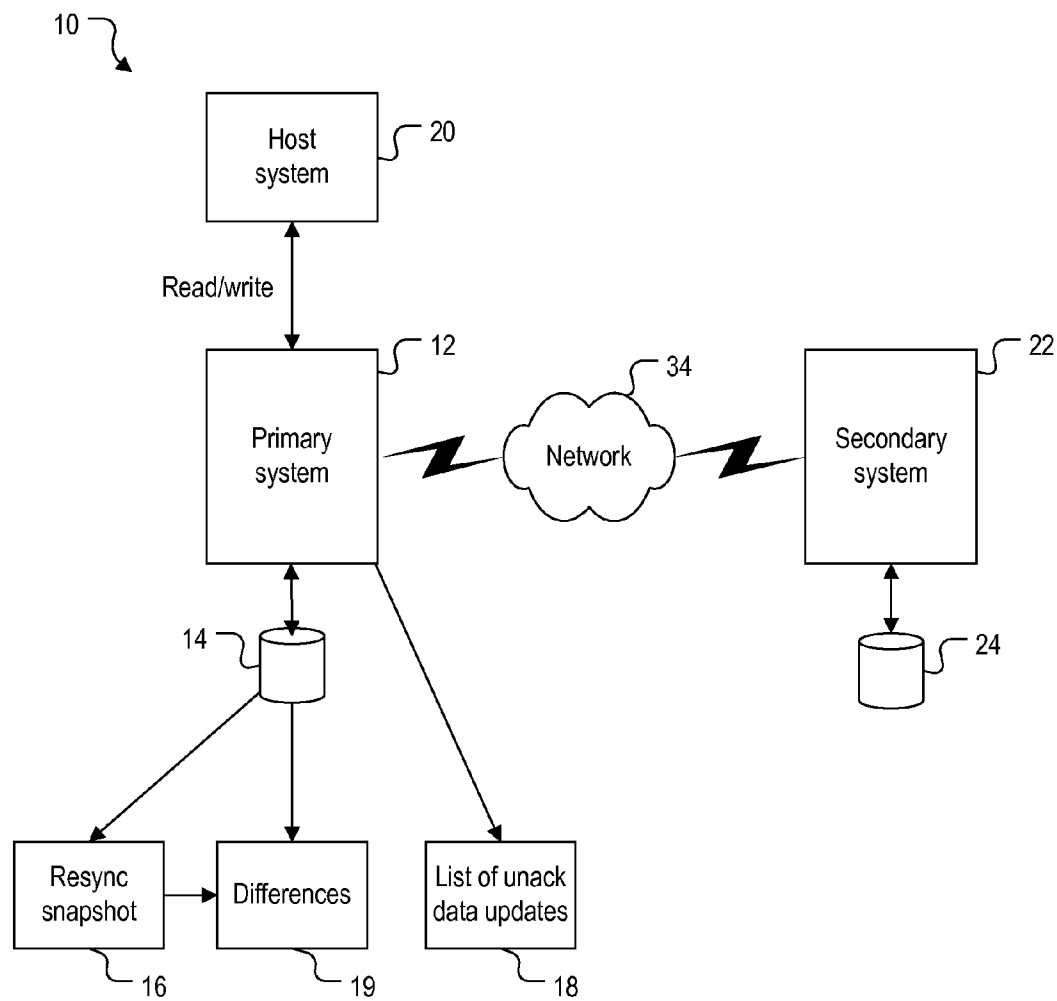 10
Host
system
20
Read/write
12
34
22
Primary
system
Network
Secondary
system
14
24
Resync
snapshot
Differences
List of unack
data updates
16
19
18